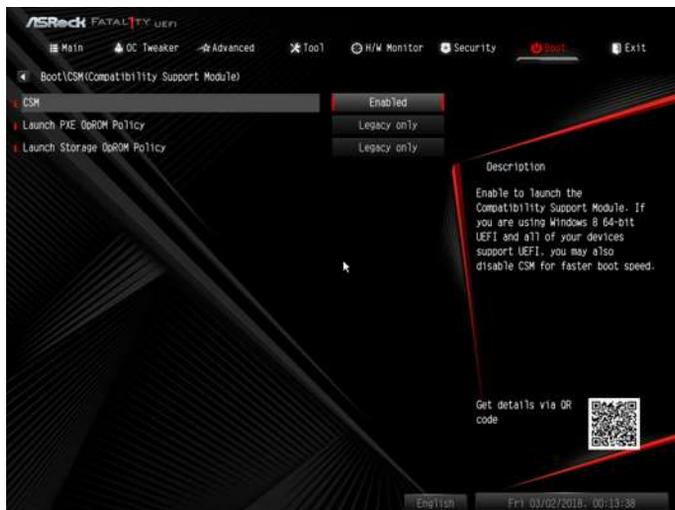 ASRock FATAL1TY UEFI
Main OC Tweaker Advanced Tool H/W Monitor Security Boot Exit
Boot\CSM(Compatibility Support Module)
CSM Enabled
Launch PXE OpROM Policy Legacy only
Launch Storage OpROM Policy Legacy only
Description
Enable to launch the
Compatibility Support Module. If
you are using Windows 8 64-bit
UEFI and all of your devices
support UEFI, you may also
disable CSM for faster boot speed.
Get details via QR
code
English Fri 03/02/2018, 00:13:38